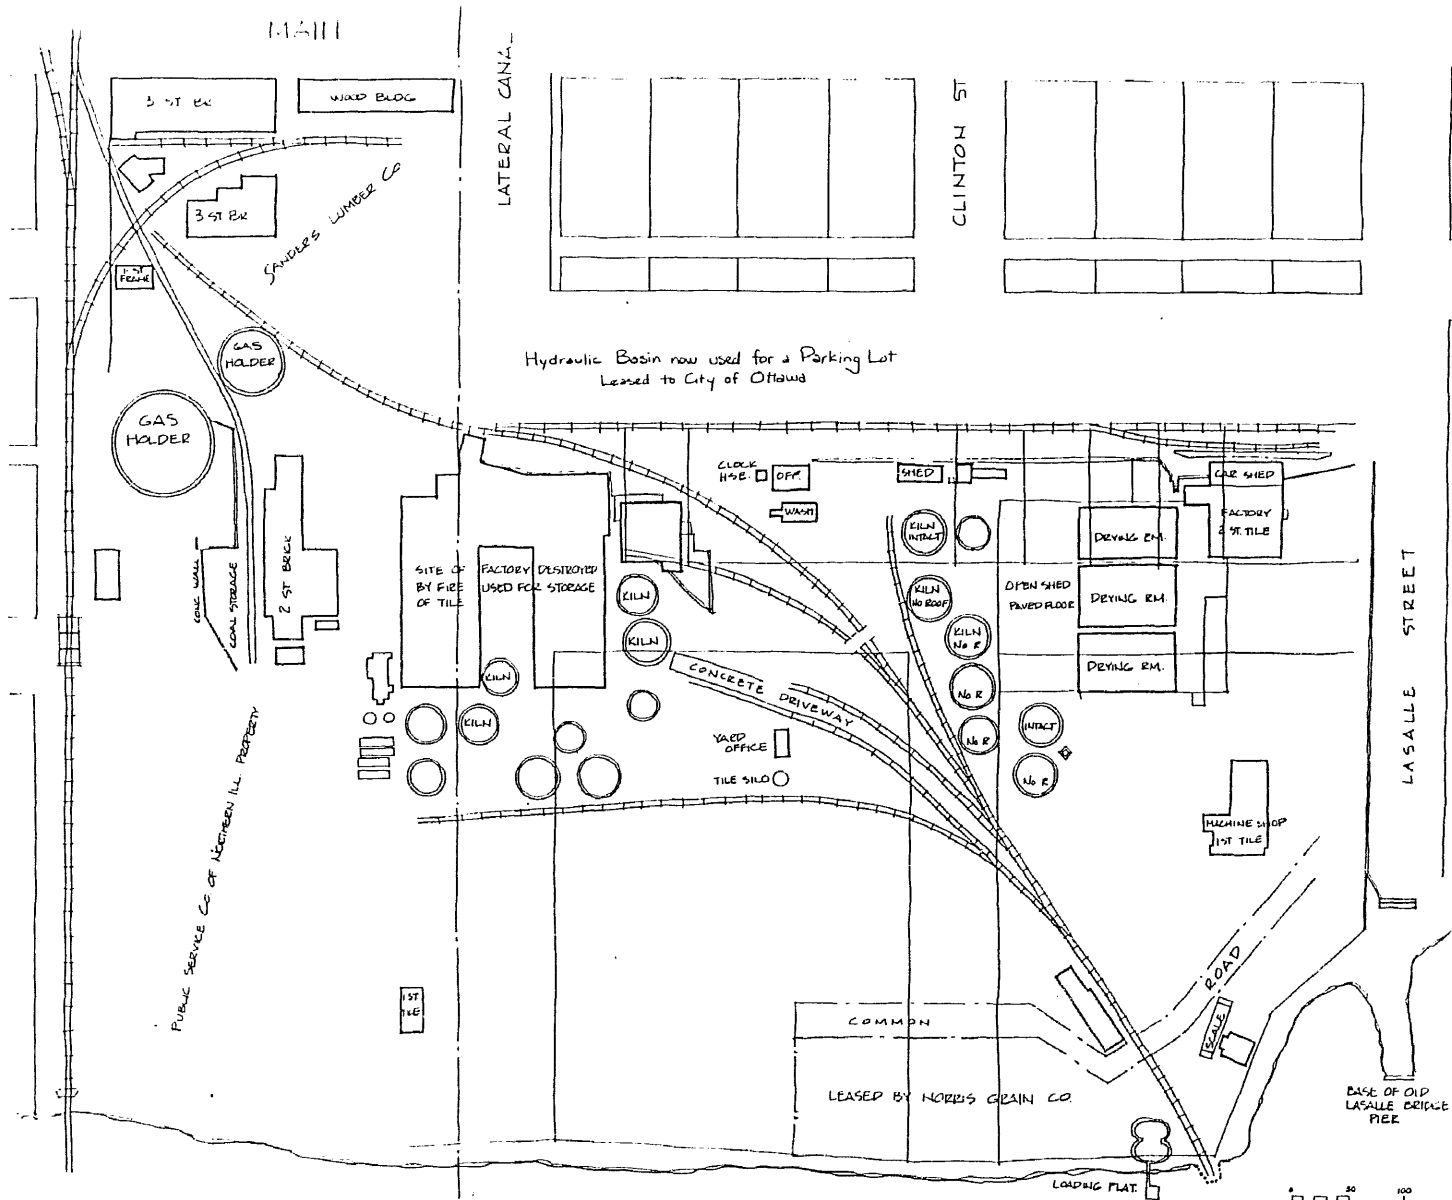 MAIN
3 ST BR
WOOD BLDG
LATERAL CANAL
CLINTON ST
3 ST BR
SANDERS LUMBER CO
1 ST
FRAME
GAS
HOLDER
GAS
HOLDER
Hydraulic Basin now used for a Parking Lot
Leased to City of Ottawa
CLOCK
HSE.
OFF.
WASH
SHED
CAR SHED
FACTORY
2 ST. TILE
KILN
INTACT
DRYING RM.
CONC WALL
COAL STORAGE
2 ST BRICK
SITE OF FACTORY DESTROYED
BY FIRE USED FOR STORAGE
OF TILE
KILN
KILN
KILN
KILN
KILN
NO ROOF
OPEN SHED
PAVED FLOOR
DRYING RM.
KILN
No R
DRYING RM.
No R
No R
INTACT
No R
CONCRETE DRIVEWAY
YARD
OFFICE
TILE SILO
LASALLE STREET
MACHINE SHOP
1ST TILE
PUBLIC SERVICE CO. OF NORTHERN ILL. PROPERTY
1 ST
TILE
ROAD
SCALE
COMMON
LEASED BY NORRIS GRAIN CO.
BASE OF OLD
LASALLE BRIDGE
PIER
LOADING PLAT.
0 50 100